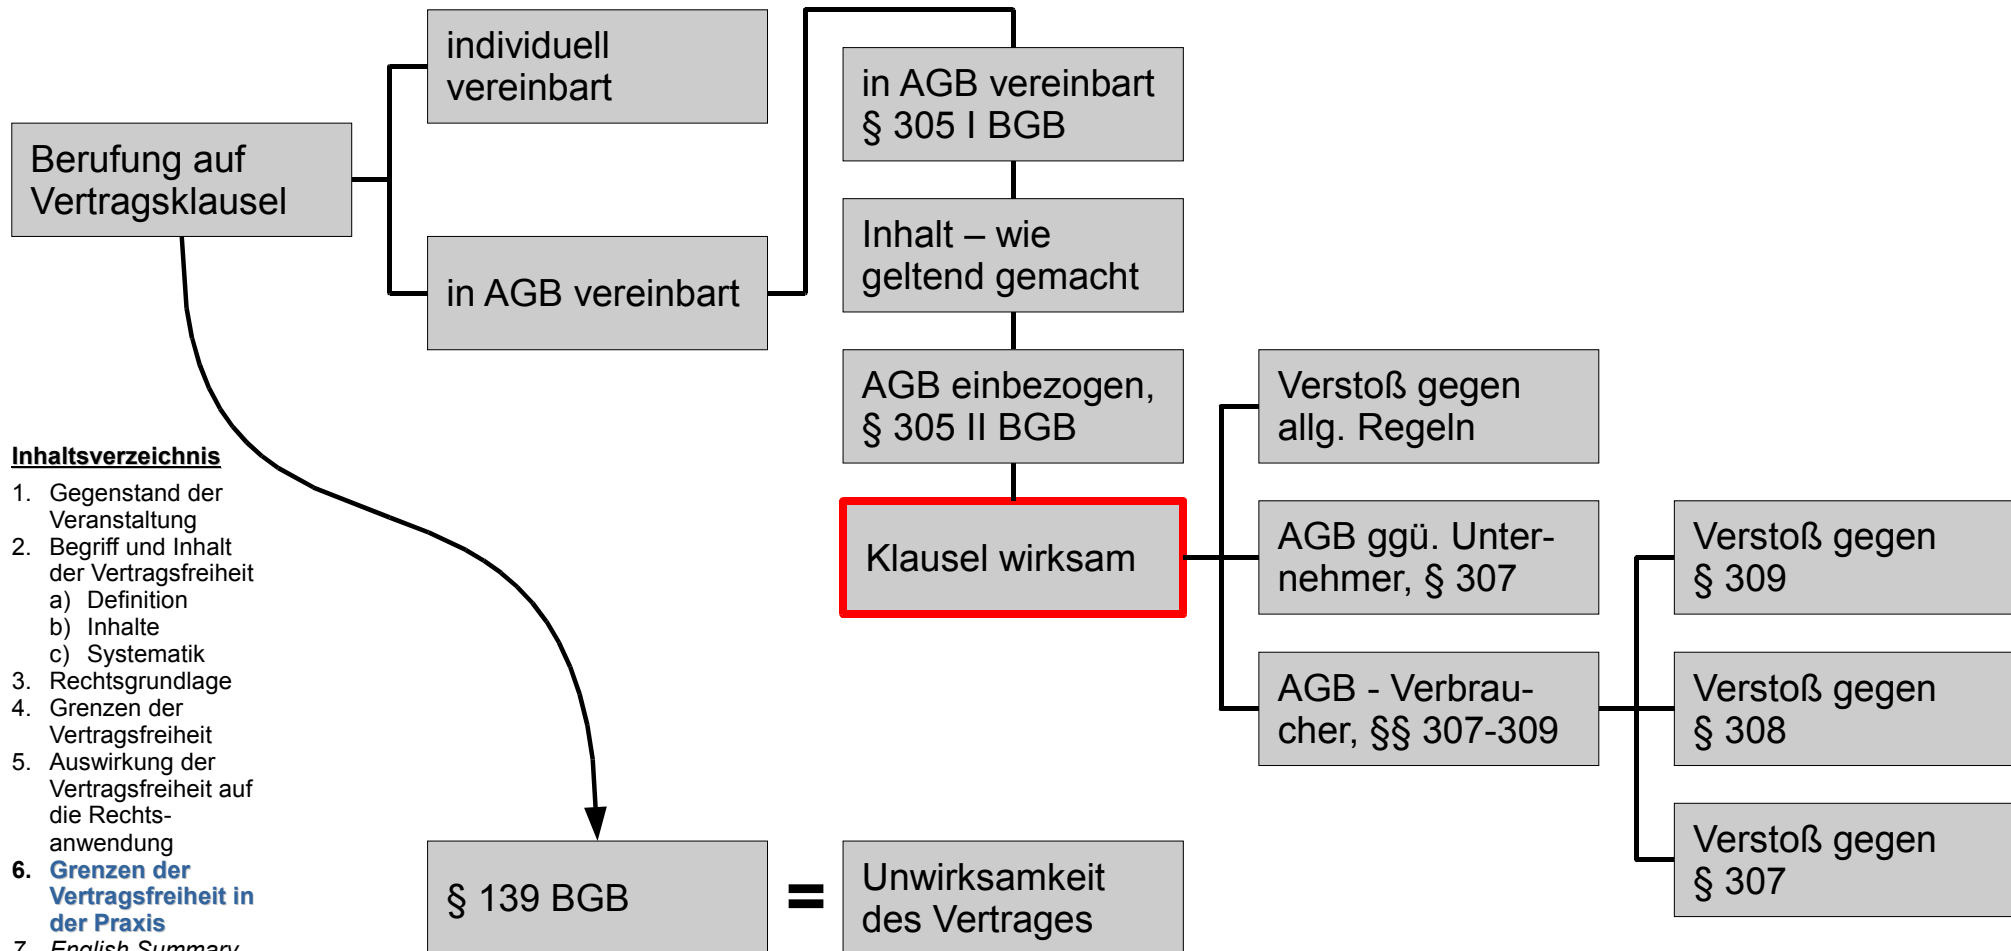 individuell
vereinbart
in AGB vereinbart
§ 305 I BGB
Berufung auf
Vertragsklausel
Inhalt – wie
geltend gemacht
in AGB vereinbart
AGB einbezogen,
§ 305 II BGB
Verstoß gegen
allg. Regeln
Klausel wirksam
AGB ggü. Unter-
nehmer, § 307
Verstoß gegen
§ 309
AGB - Verbrau-
cher, §§ 307-309
Verstoß gegen
§ 308
Verstoß gegen
§ 307
§ 139 BGB
=
Unwirksamkeit
des Vertrages
Inhaltsverzeichnis
1. Gegenstand der
Veranstaltung
2. Begriff und Inhalt
der Vertragsfreiheit
a) Definition
b) Inhalte
c) Systematik
3. Rechtsgrundlage
4. Grenzen der
Vertragsfreiheit
5. Auswirkung der
Vertragsfreiheit auf
die Rechts-
anwendung
6. Grenzen der
Vertragsfreiheit in
der Praxis
7. English Summary